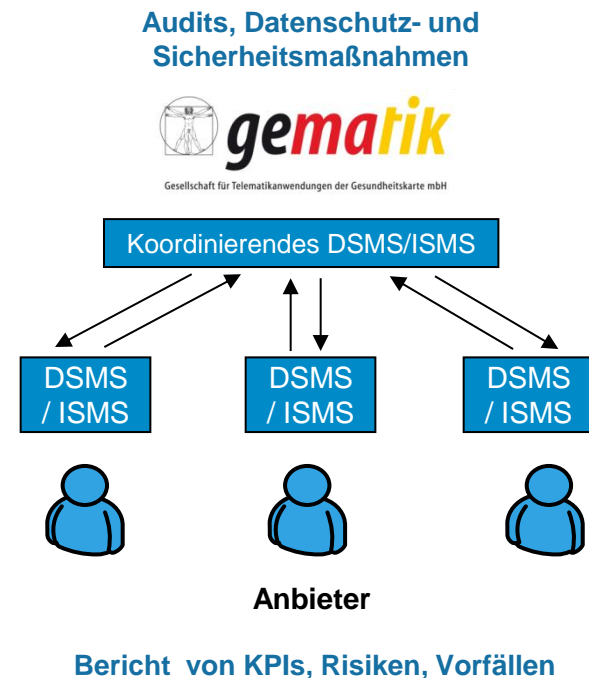 Audits, Datenschutz- und
Sicherheitsmaßnahmen
gematik
Gesellschaft für Telematikanwendungen der Gesundheitskarte mbH
Koordinierendes DSMS/ISMS
DSMS
/ ISMS
DSMS
/ ISMS
DSMS
/ ISMS
Anbieter
Bericht von KPIs, Risiken, Vorfällen